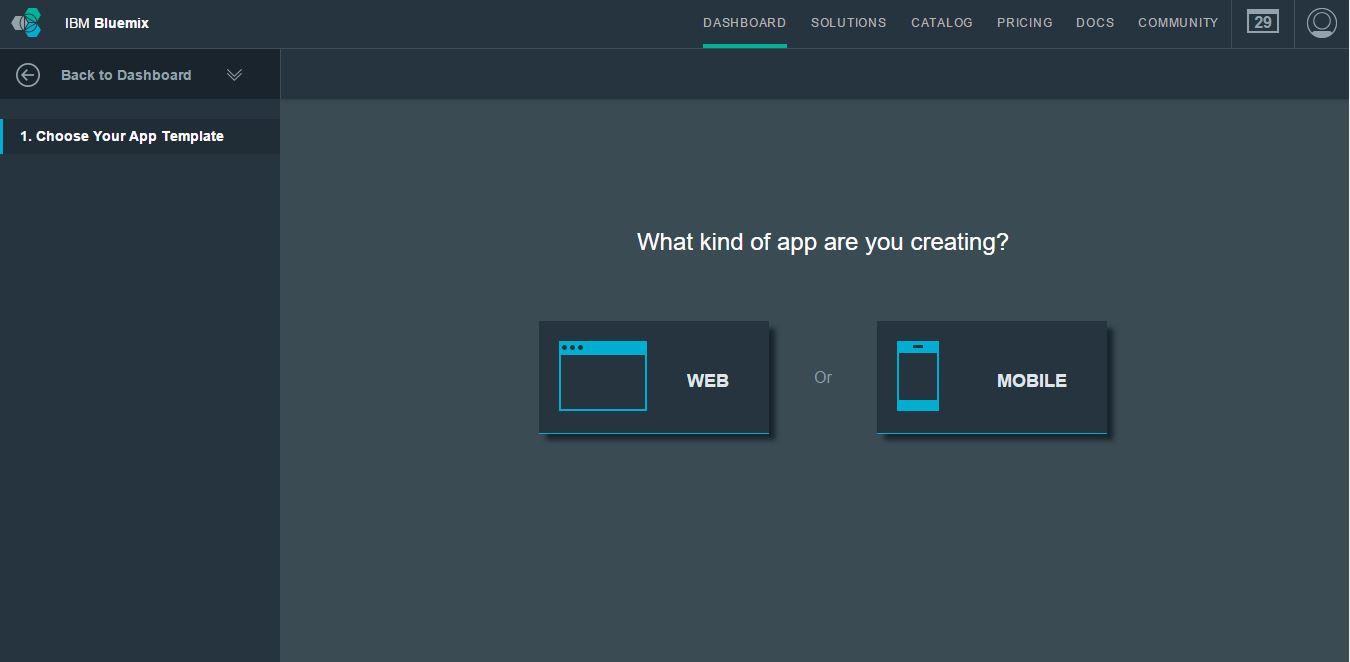 IBM Bluemix
DASHBOARD SOLUTIONS CATALOG PRICING DOCS COMMUNITY 29
Back to Dashboard
1. Choose Your App Template
What kind of app are you creating?
WEB Or MOBILE